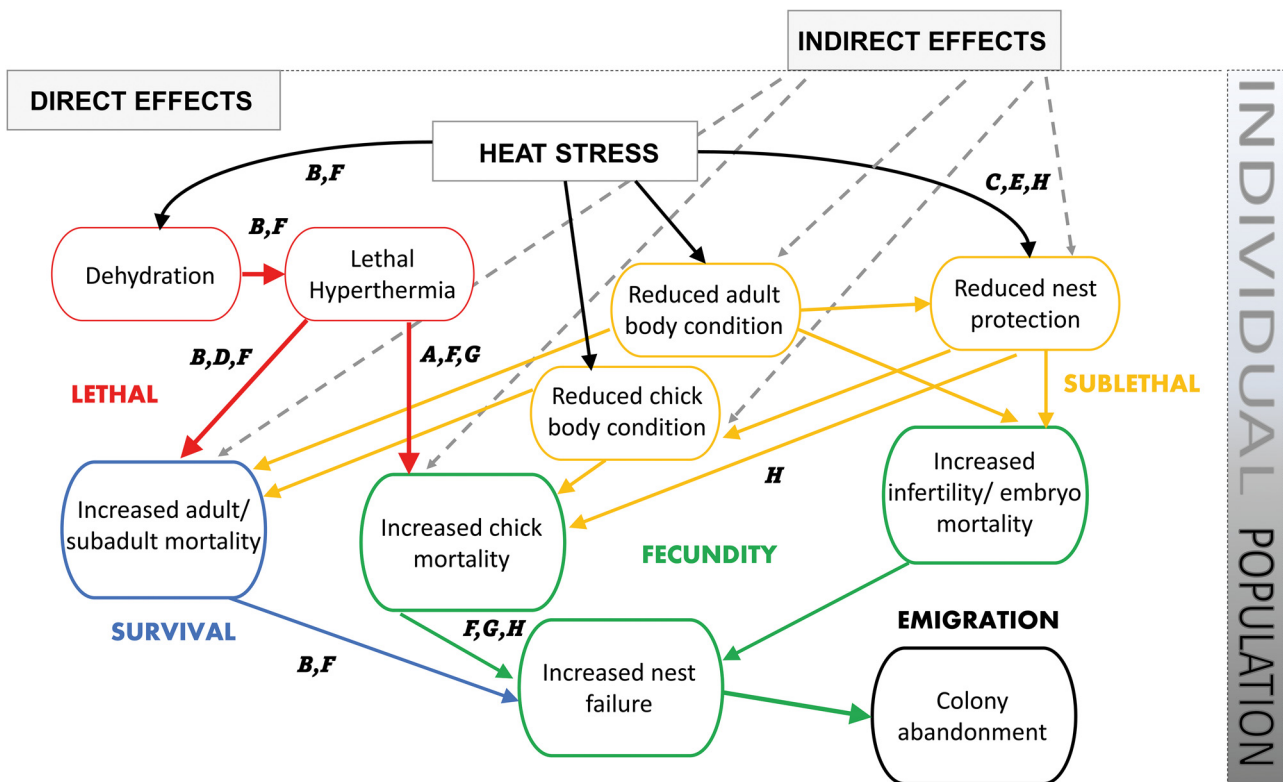 INDIRECT EFFECTS
DIRECT EFFECTS
HEAT STRESS
B,F
C,E,H
B,F
Dehydration
Lethal
Hyperthermia
Reduced adult
body condition
Reduced nest
protection
B,D,F
A,F,G
LETHAL
SUBLETHAL
Reduced chick
body condition
H
Increased adult/
subadult mortality
Increased chick
mortality
Increased
infertility/ embryo
mortality
FECUNDITY
SURVIVAL
F,G,H
EMIGRATION
B,F
Increased nest
failure
Colony
abandonment
INDIVIDUAL
POPULATION